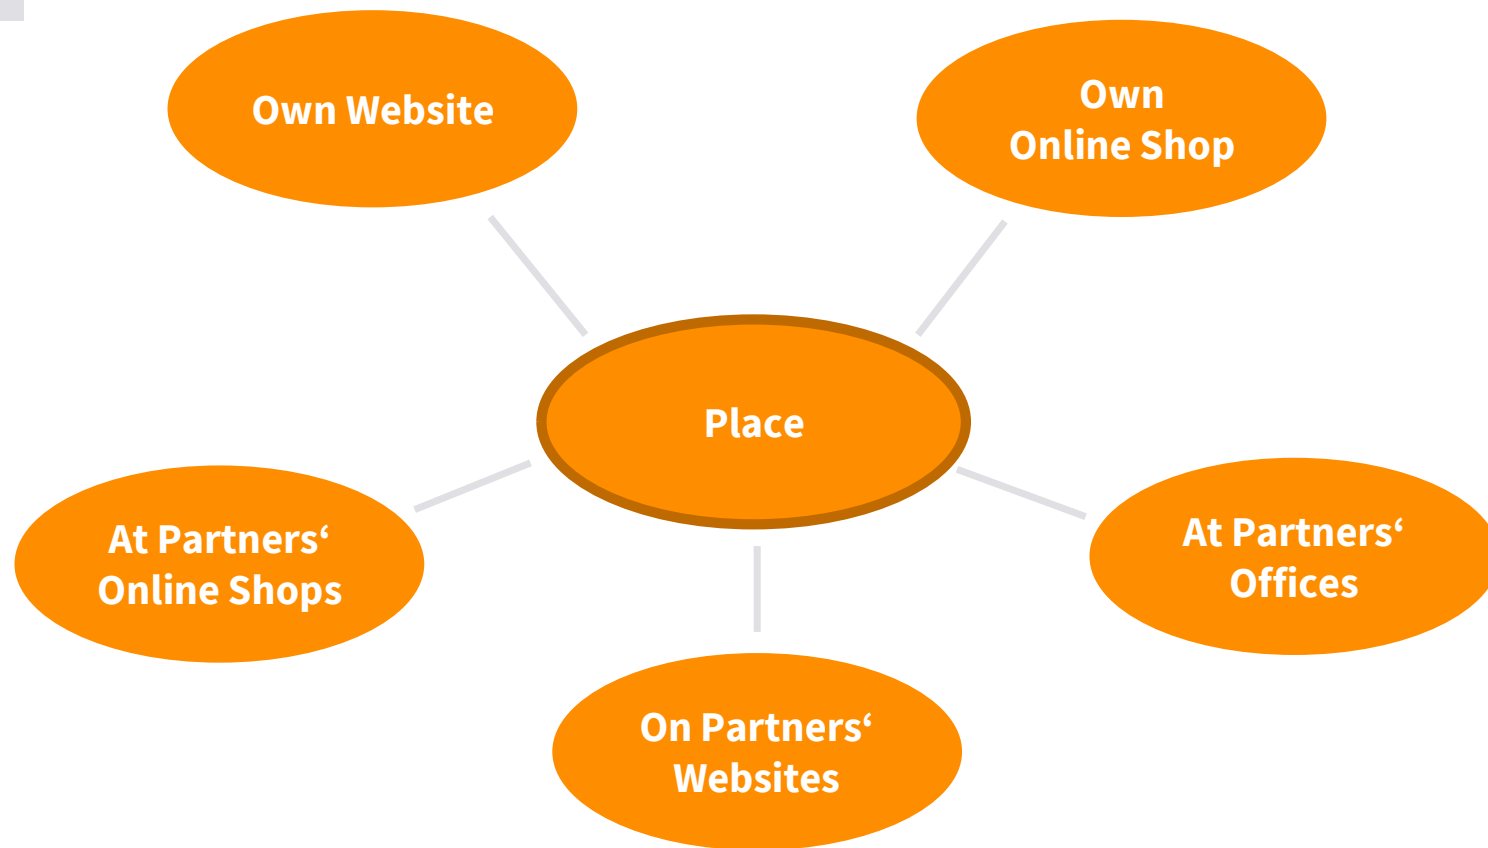 Own Website
Own
Online Shop
Place
At Partners‘
Online Shops
At Partners‘
Offices
On Partners‘
Websites